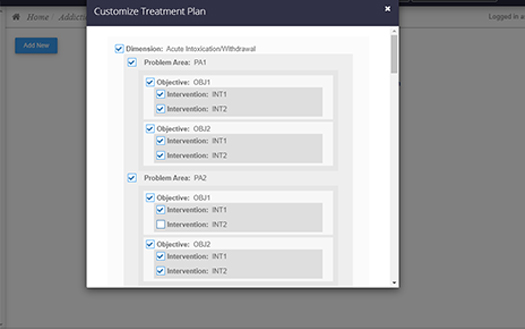 Customize Treatment Plan
Home / Addicti
Logged in a
Add New
Dimension: Acute Intoxication/Withdrawal
Problem Area: PA1
Objective: OBJ1
Intervention: INT1
Intervention: INT2
Objective: OBJ2
Intervention: INT1
Intervention: INT2
Problem Area: PA2
Objective: OBJ1
Intervention: INT1
Intervention: INT2
Objective: OBJ2
Intervention: INT1
Intervention: INT2